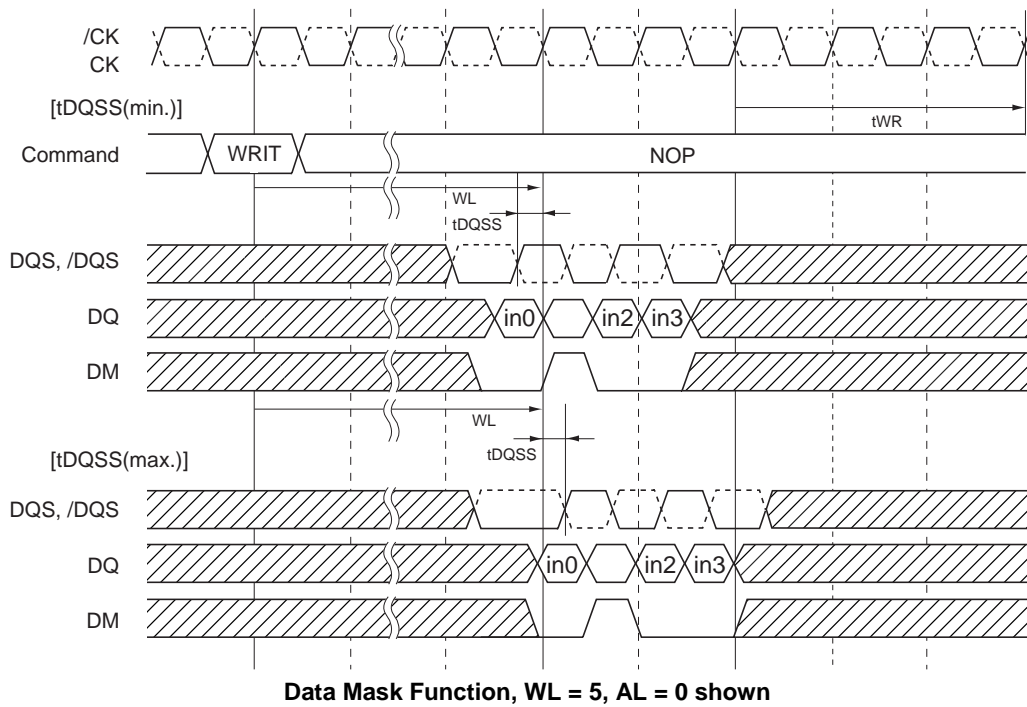 /CK
CK
[tDQSS(min.)]
tWR
Command WRIT NOP
WL
tDQSS
DQS, /DQS
DQ in0 in2 in3
DM
WL
tDQSS
[tDQSS(max.)]
DQS, /DQS
DQ in0 in2 in3
DM
Data Mask Function, WL = 5, AL = 0 shown